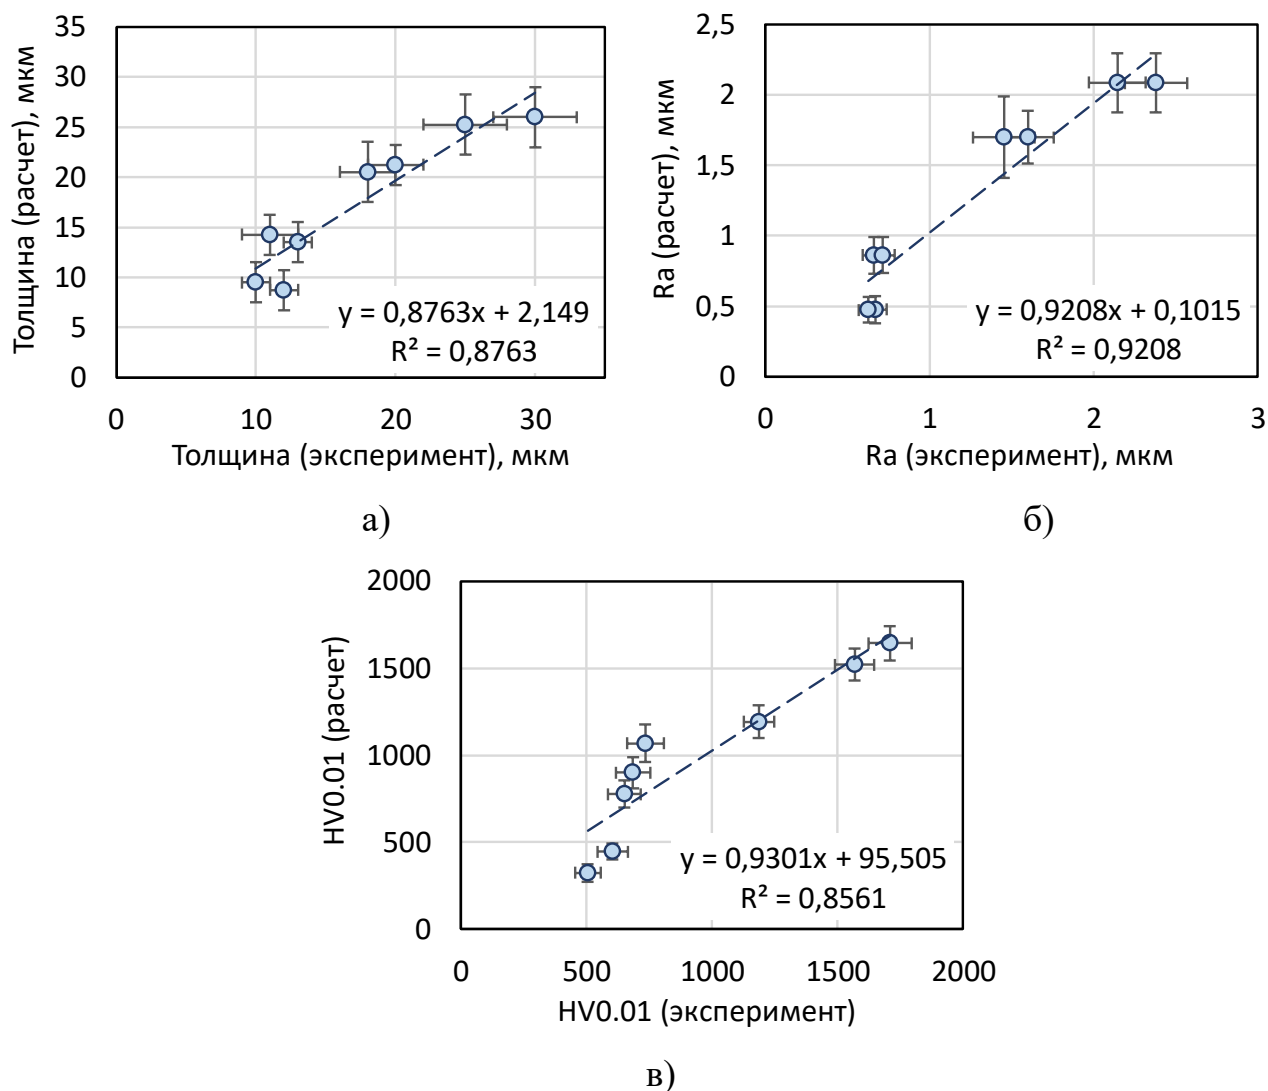 Толщина (расчет), мкм
35
30
25
20
15
10
5
0
y = 0,8763x + 2,149
R² = 0,8763
0 10 20 30
Толщина (эксперимент), мкм
а)
Ra (расчет), мкм
2,5
2
1,5
1
0,5
0
y = 0,9208x + 0,1015
R² = 0,9208
0 1 2 3
Ra (эксперимент), мкм
б)
HV0.01 (расчет)
2000
1500
1000
500
0
y = 0,9301x + 95,505
R² = 0,8561
0 500 1000 1500 2000
HV0.01 (эксперимент)
в)